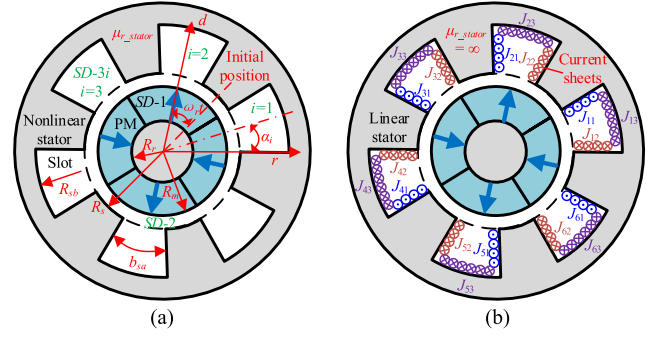 μr_stator
d
i=2
Initial
position
SD-3i
i=3
SD-1
ωrt
i=1
Nonlinear
stator
PM
αi
Slot
Rr
r
Rsb
Rs
Rm
SD-2
bsa
(a)
μr_stator
= ∞
J23
J33
J21
J22
Current
sheets
J32
J31
J11
J13
J12
Linear
stator
J42
J43
J41
J61
J62
J63
J52
J51
J53
(b)